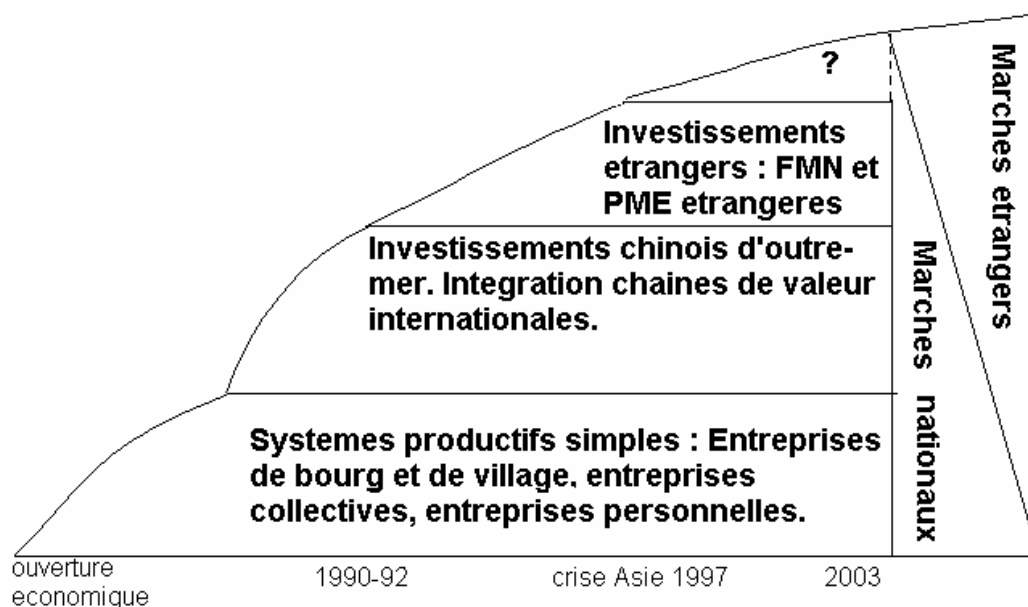 ?
Investissements
etrangers : FMN et
PME etrangeres
Investissements chinois d'outre-
mer. Integration chaines de valeur
internationales.
Systemes productifs simples : Entreprises
de bourg et de village, entreprises
collectives, entreprises personnelles.
Marches nationaux
Marches etrangers
ouverture
economique
1990-92
crise Asie 1997
2003